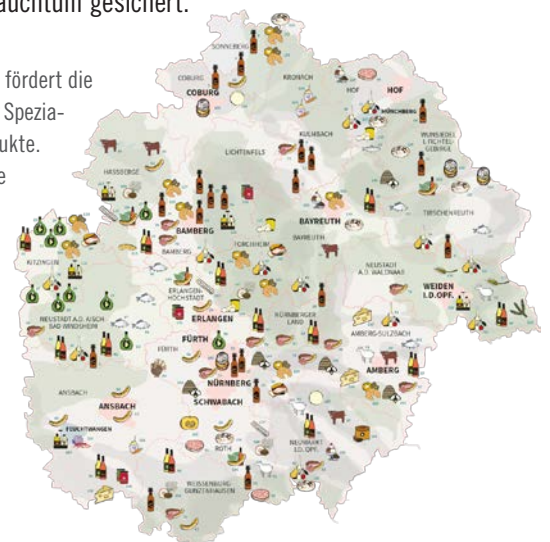 auchtum gesichert.
fördert die
Spezia-
ukte.
e
SONNEBERG
COBURG
COBURG
KRONACH
HOF
HOF
MÜNCHBERG
KULMBACH
WUNSIEDEL
I. FICHTEL-
GEBIRGE
LICHTENFELS
HASSBERGE
TIRSCHENREUTH
BAYREUTH
BAMBERG
BAMBERG
FORCHHEIM
BAYREUTH
KITZINGEN
NEUSTADT
A.D. WALDNAAB
ERLANGEN-
HÖCHSTADT
WEIDEN
I.D.OPF.
NEUSTADT A.D. AISCH-
BAD WINDSHEIM
ERLANGEN
NÜRNBERGER
LAND
AMBERG-SULZBACH
FÜRTH
FÜRTH
AMBERG
NÜRNBERG
ANSBACH
SCHWABACH
ANSBACH
FEUCHTWANGEN
ROTH
NEUMARKT
I.D. OPF.
WEISSENBURG-
GUNZENHAUSEN